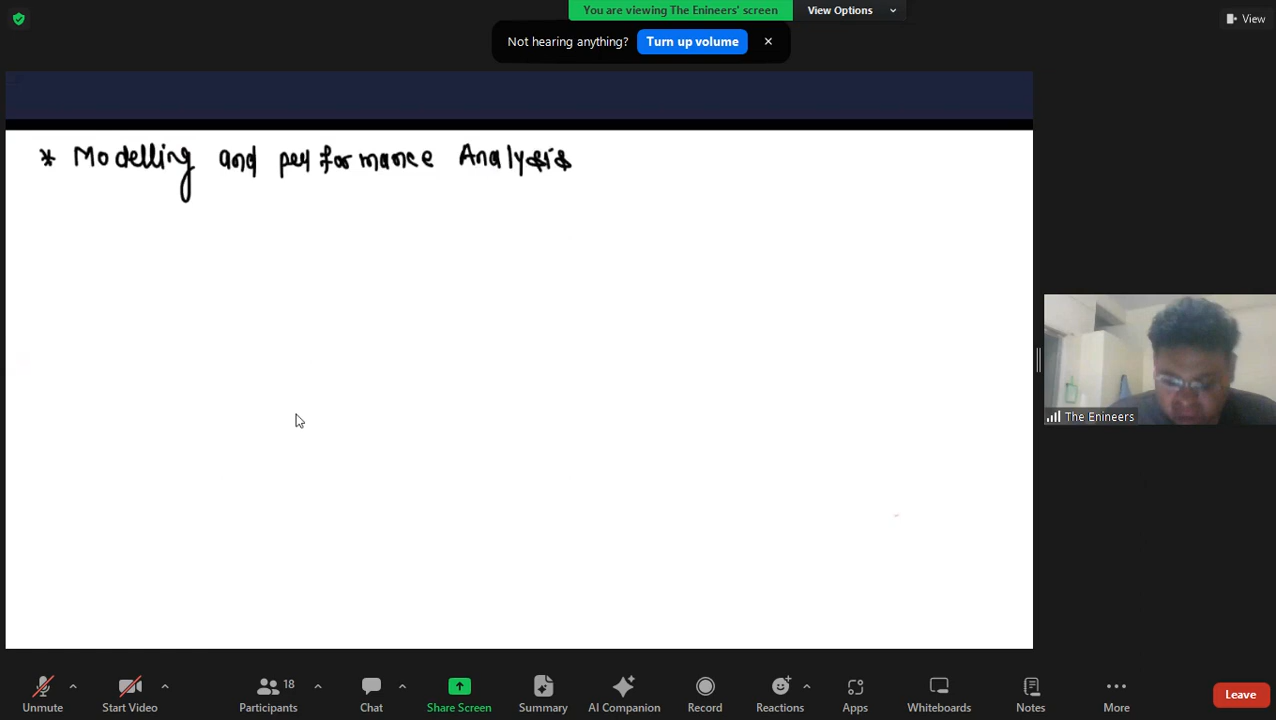 You are viewing The Enineers' screen
View Options
View
Not hearing anything?
Turn up volume
* Modelling and performance Analysis
The Enineers
Unmute
Start Video
Participants
18
Chat
Share Screen
Summary
AI Companion
Record
Reactions
Apps
Whiteboards
Notes
More
Leave